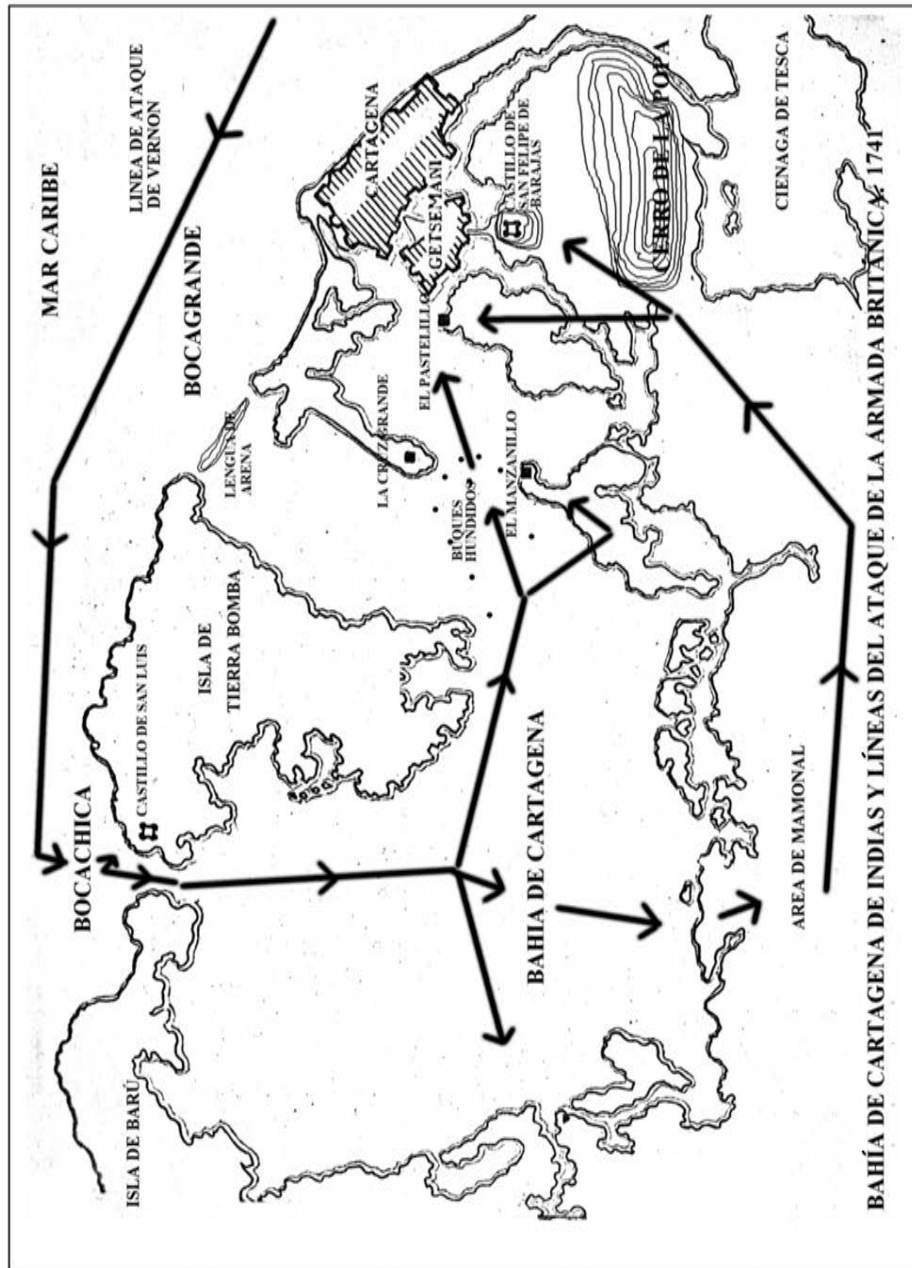 MAR CARIBE
LINEA DE ATAQUE
DE VERNON
BOCAGRANDE
CARTAGENA
GETSEMANI
CASTILLO DE
SAN FELIPE DE
BARAJAS
CERRO DE LA POPA
CIENAGA DE TESCA
EL PASTELILLO
LENGUA DE
ARENA
LA CRUZGRANDE
BUQUES
HUNDIDOS
EL MANZANILLO
ISLA DE
TIERRA BOMBA
CASTILLO DE SAN LUIS
BOCACHICA
BAHIA DE CARTAGENA
AREA DE MAMONAL
ISLA DE BARÚ
BAHÍA DE CARTAGENA DE INDIAS Y LÍNEAS DEL ATAQUE DE LA ARMADA BRITANICA. 1741